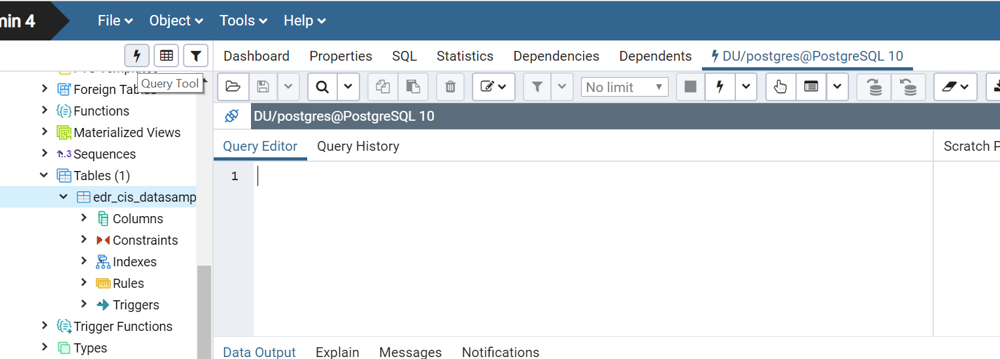 min 4 File Object Tools Help
Dashboard Properties SQL Statistics Dependencies Dependents DU/postgres@PostgreSQL 10
Query Tool
No limit
Foreign Tables
DU/postgres@PostgreSQL 10
Functions
Materialized Views
Query Editor Query History Scratch P
Sequences
Tables (1)
1
edr_cis_datasamp
Columns
Constraints
Indexes
Rules
Triggers
Trigger Functions
Types
Data Output Explain Messages Notifications